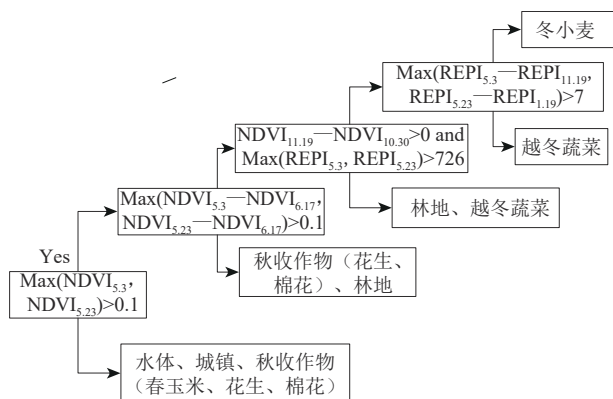 冬小麦
Max(REPI5.3—REPI11.19,
REPI5.23—REPI1.19)>7
越冬蔬菜
NDVI11.19—NDVI10.30>0 and
Max(REPI5.3, REPI5.23)>726
林地、越冬蔬菜
Max(NDVI5.3—NDVI6.17,
NDVI5.23—NDVI6.17)>0.1
秋收作物（花生、
棉花）、林地
Yes
Max(NDVI5.3,
NDVI5.23)>0.1
水体、城镇、秋收作物
（春玉米、花生、棉花）